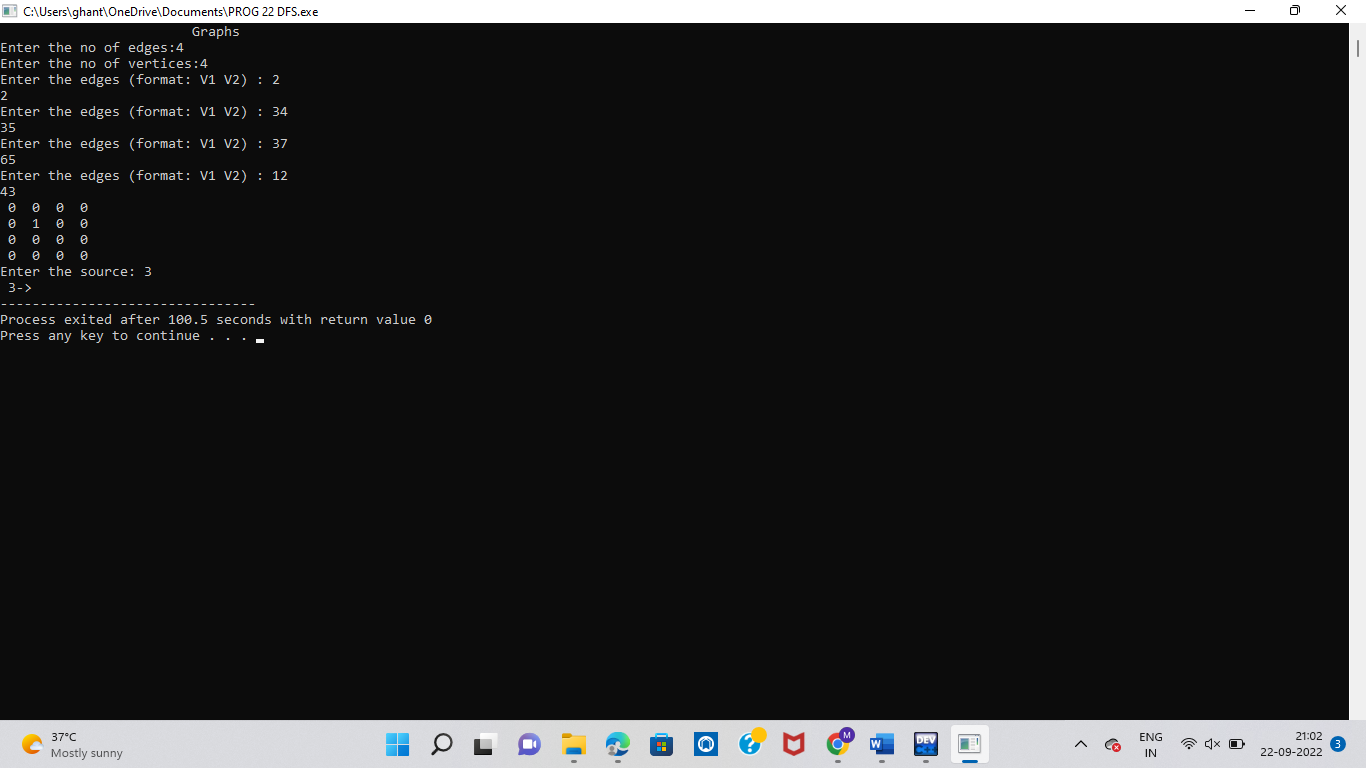 C:\Users\ghant\OneDrive\Documents\PROG 22 DFS.exe
Graphs
Enter the no of edges:4
Enter the no of vertices:4
Enter the edges (format: V1 V2) : 2
2
Enter the edges (format: V1 V2) : 34
35
Enter the edges (format: V1 V2) : 37
65
Enter the edges (format: V1 V2) : 12
43
0 0 0 0
0 1 0 0
0 0 0 0
0 0 0 0
Enter the source: 3
3->
--------------------------------
Process exited after 100.5 seconds with return value 0
Press any key to continue . . .
37°C
Mostly sunny
M
W
DEV
ENG
IN
21:02
22-09-2022
3